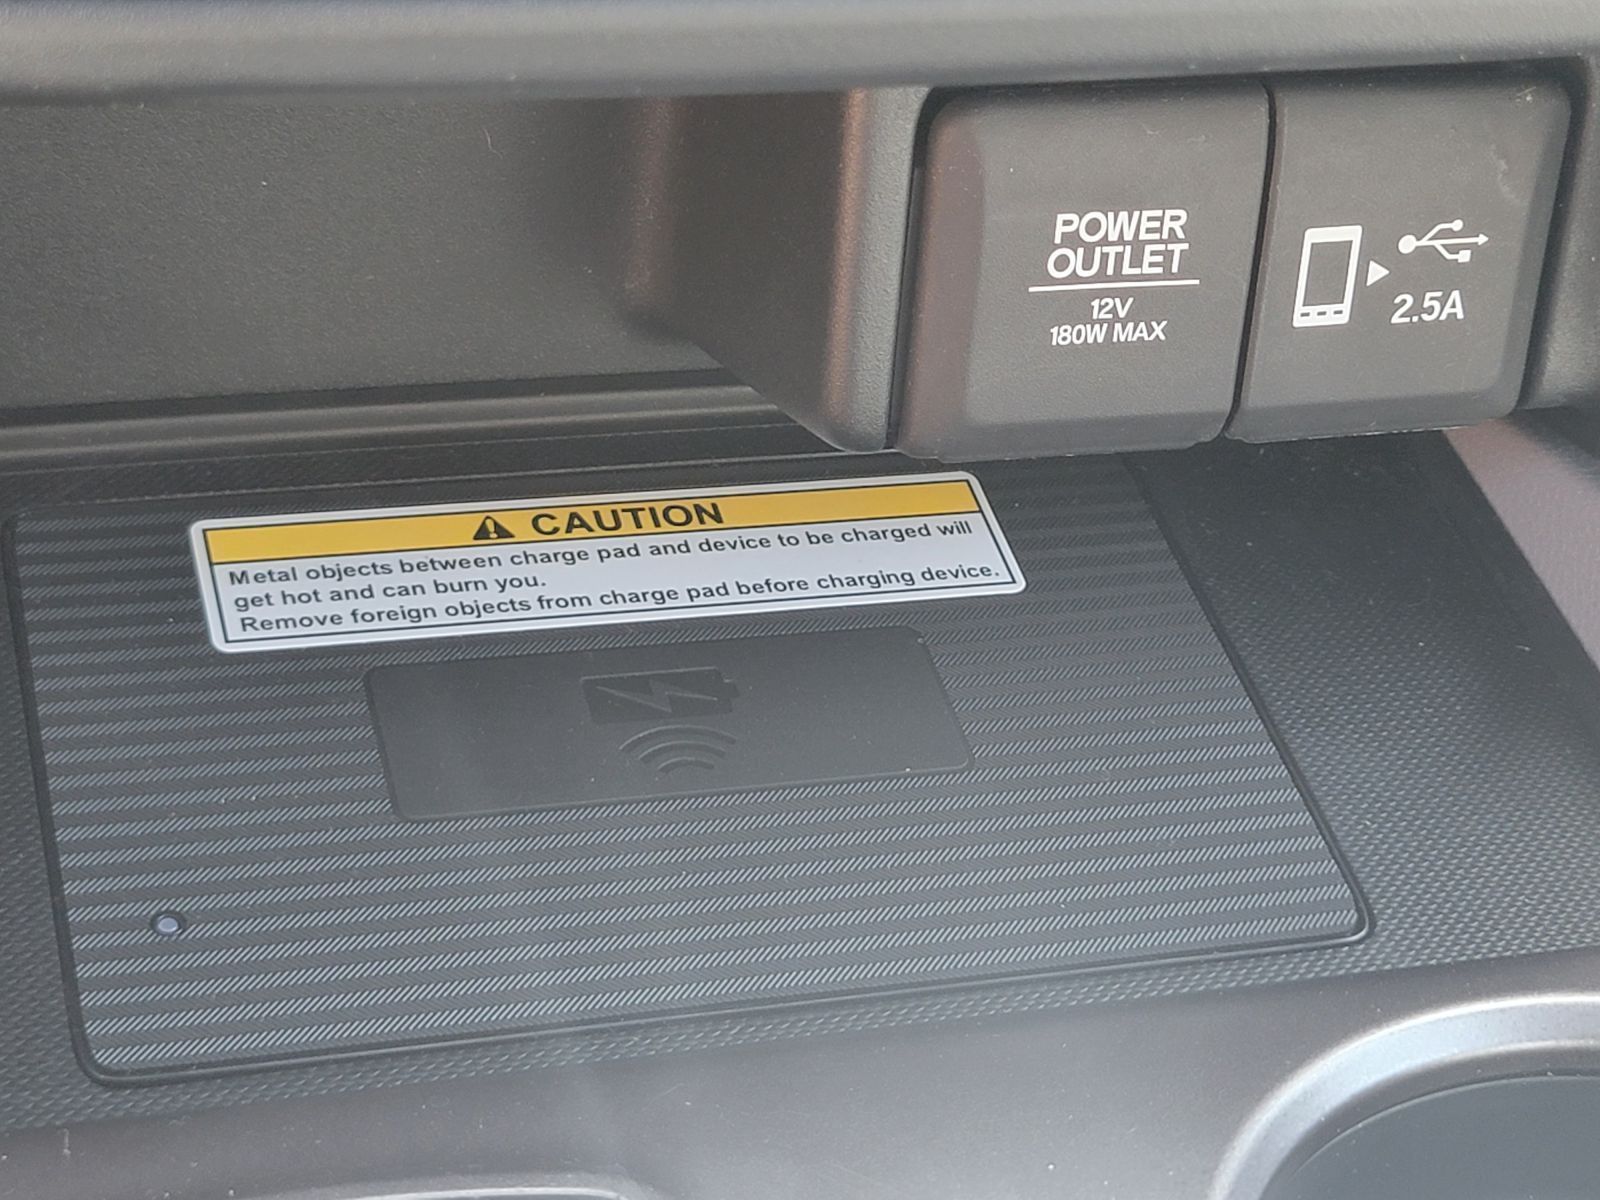 POWER
OUTLET
12V
180W MAX
2.5A
CAUTION
Metal objects between charge pad and device to be charged will
get hot and can burn you.
Remove foreign objects from charge pad before charging device.